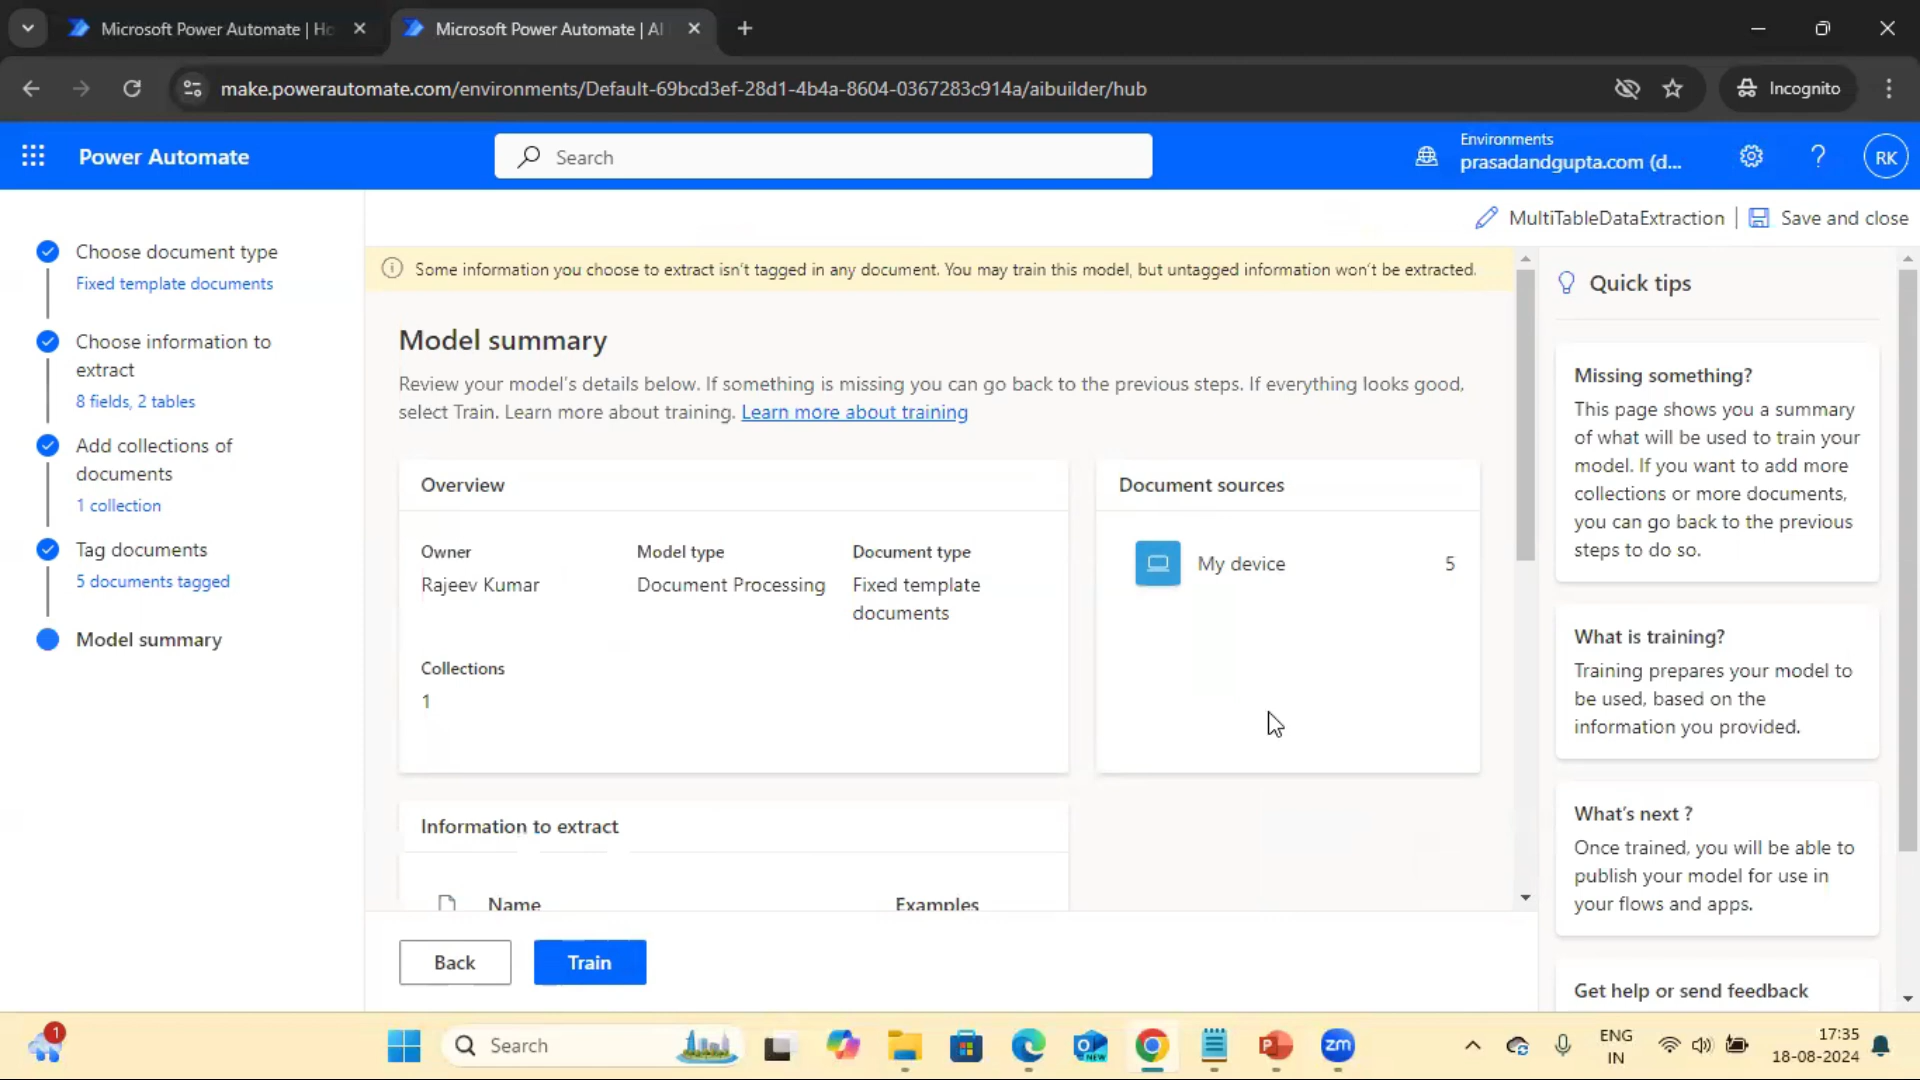 Microsoft Power Automate | Ho
Microsoft Power Automate | AI
make.powerautomate.com/environments/Default-69bcd3ef-28d1-4b4a-8604-0367283c914a/aibuilder/hub
Incognito
Power Automate
Search
Environments
prasadandgupta.com (d...
RK
MultiTableDataExtraction
Save and close
Choose document type
Fixed template documents
Choose information to
extract
8 fields, 2 tables
Add collections of
documents
1 collection
Tag documents
5 documents tagged
Model summary
Some information you choose to extract isn't tagged in any document. You may train this model, but untagged information won't be extracted.
Model summary
Review your model's details below. If something is missing you can go back to the previous steps. If everything looks good,
select Train. Learn more about training. Learn more about training
Overview
Owner
Rajeev Kumar
Model type
Document Processing
Document type
Fixed template
documents
Collections
1
Document sources
My device
5
Information to extract
Name
Examples
Back
Train
Quick tips
Missing something?
This page shows you a summary
of what will be used to train your
model. If you want to add more
collections or more documents,
you can go back to the previous
steps to do so.
What is training?
Training prepares your model to
be used, based on the
information you provided.
What's next ?
Once trained, you will be able to
publish your model for use in
your flows and apps.
Get help or send feedback
1
Search
NEW
zm
ENG
IN
17:35
18-08-2024